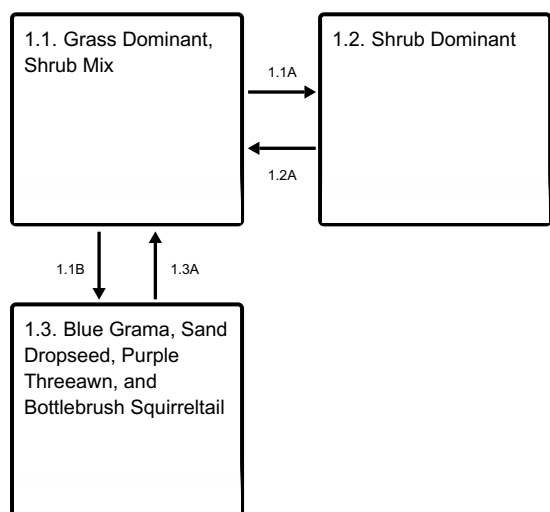 1.1. Grass Dominant,
Shrub Mix
1.1A
1.2. Shrub Dominant
1.2A
1.1B
1.3A
1.3. Blue Grama, Sand
Dropseed, Purple
Threeawn, and
Bottlebrush Squirreltail